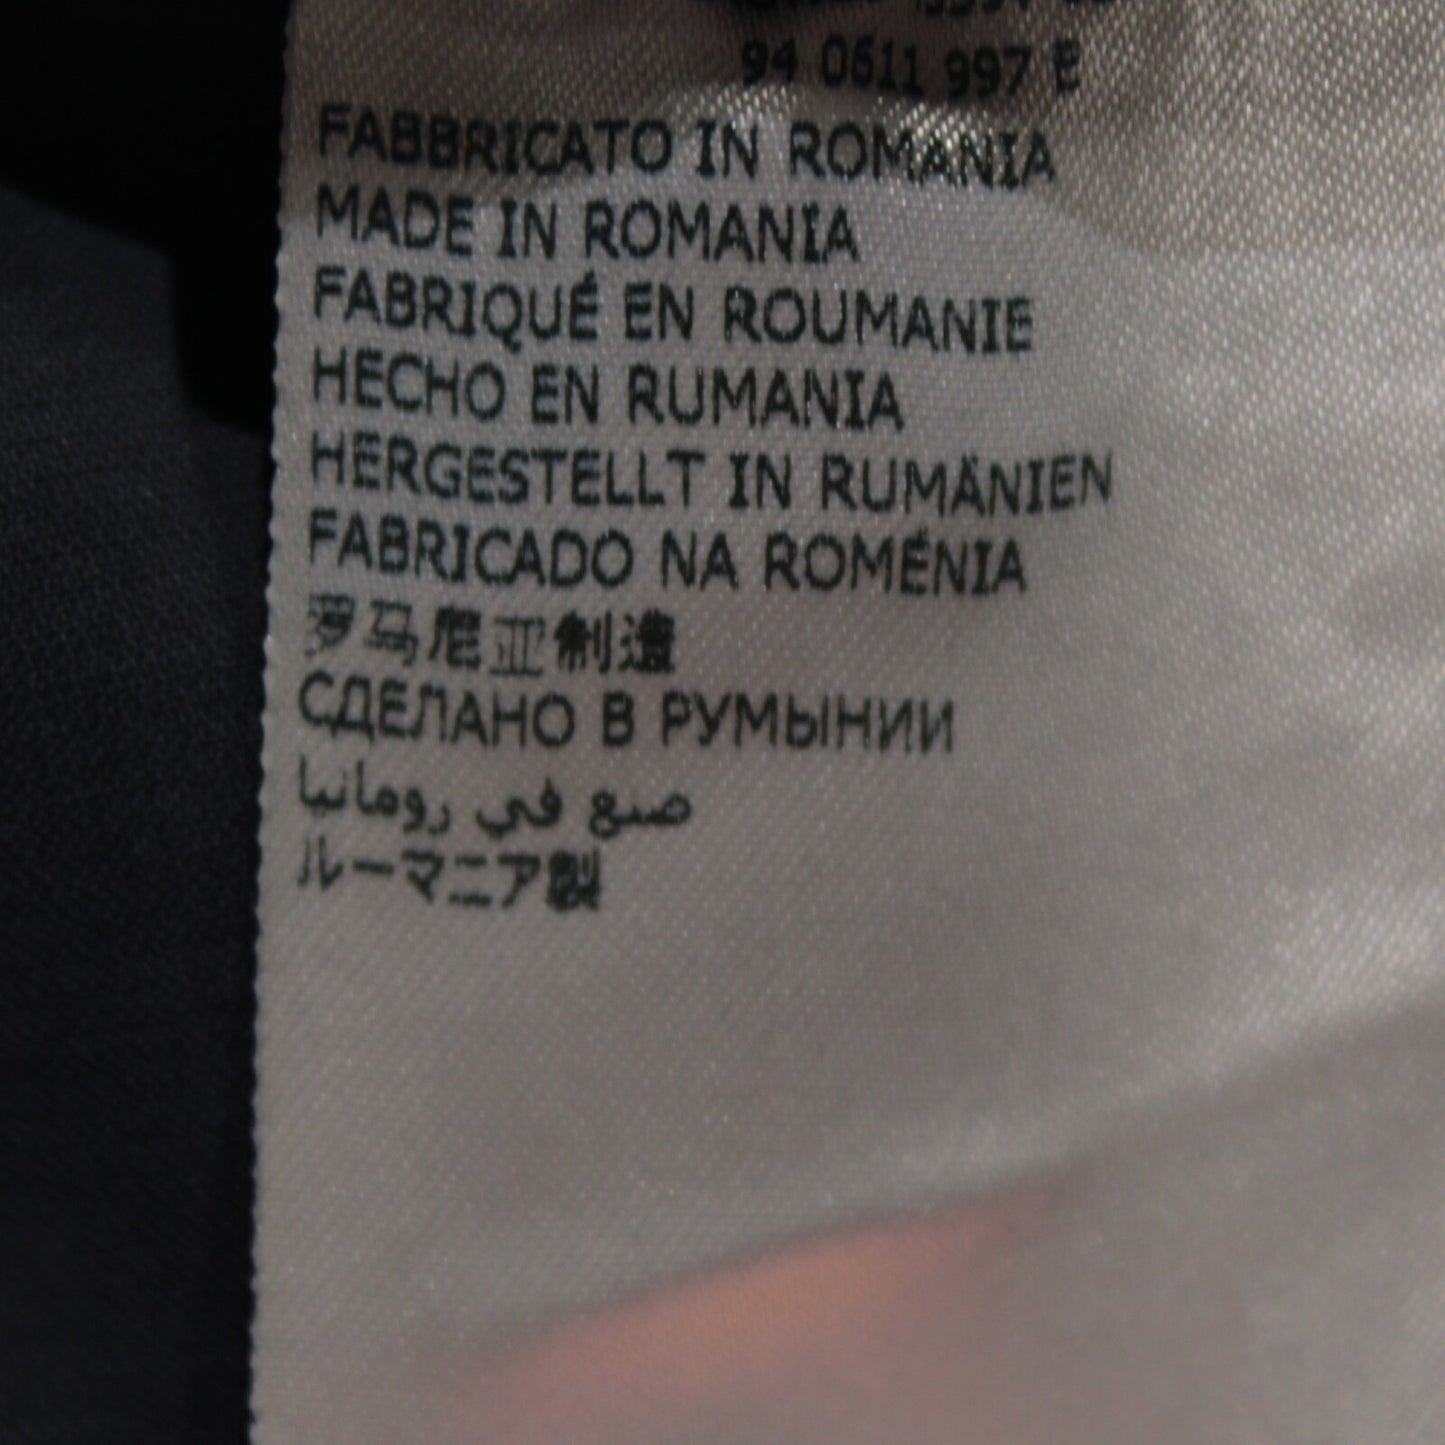 94 0611 997
FABBRICATO IN ROMANIA
MADE IN ROMANIA
FABRIQUÉ EN ROUMANIE
HECHO EN RUMANIA
HERGESTELLT IN RUMÄNIEN
FABRICADO NA ROMÉNIA
罗马尼亚制造
СДЕЛАНО В РУМЫНИИ
صنع في رومانيا
ルーマニア製